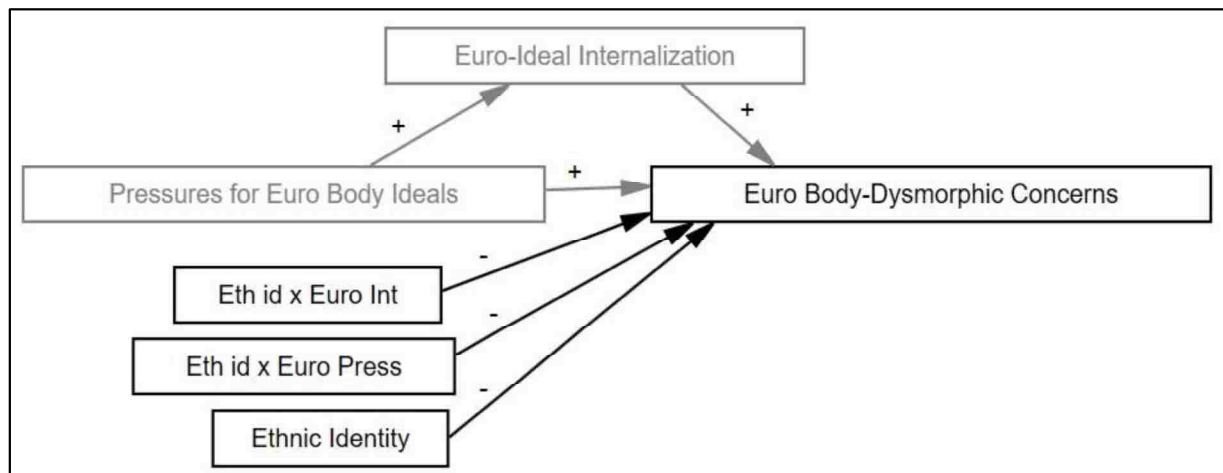 Euro-Ideal Internalization
+
+
Pressures for Euro Body Ideals
+
Euro Body-Dysmorphic Concerns
-
Eth id x Euro Int
-
Eth id x Euro Press
-
Ethnic Identity